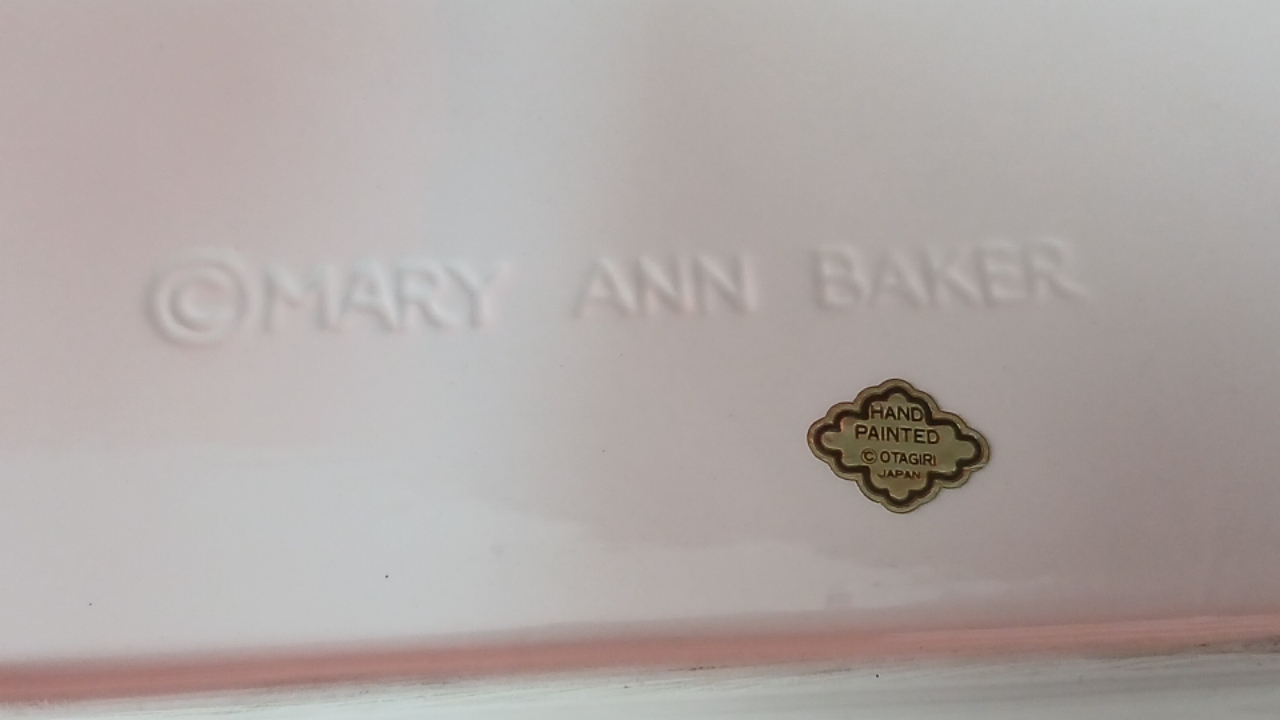 ©MARY ANN BAKER
HAND
PAINTED
© OTAGIRI
JAPAN